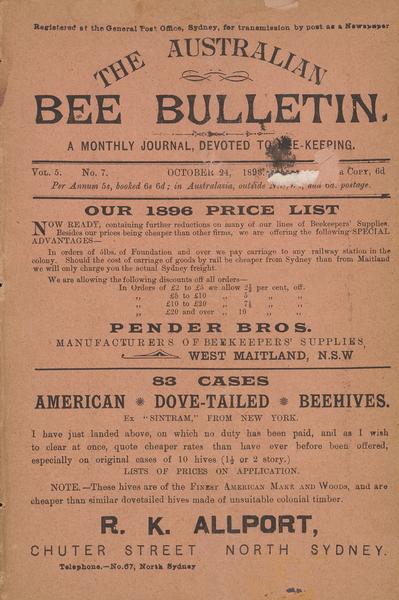 Registered at the General Post Office, Sydney, for transmission by post as a Newspaper
THE AUSTRALIAN
BEE BULLETIN.
A MONTHLY JOURNAL, DEVOTED TO BEE-KEEPING.
VOL. 5. No. 7. OCTOBER 24, 1896. COPY, 6d
Per Annum 5s, booked 6s 6d; in Australasia, outside and 6d. postage.
OUR 1896 PRICE LIST
NOW READY, containing further reductions on many of our lines of Beekeepers' Supplies.
Besides our prices being cheaper than other firms, we are offering the following SPECIAL
ADVANTAGES—
In orders of 5lbs. of Foundation and over we pay carriage to any railway station in the
colony. Should the cost of carriage of goods by rail be cheaper from Sydney than from Maitland
we will only charge you the actual Sydney freight.
We are allowing the following discounts off all orders—
In Orders of £2 to £5 we allow 2½ per cent, off.
„ £5 to £10 „ 5 „ „
„ £10 to £20 „ 7½ „ „
„ £20 and over „ 10 „ „
PENDER BROS.
MANUFACTURERS OF BEEKEEPERS' SUPPLIES,
WEST MAITLAND, N.S.W
83 CASES
AMERICAN * DOVE-TAILED * BEEHIVES.
Ex "SINTRAM," FROM NEW YORK.
I have just landed above, on which no duty has been paid, and as I wish
to clear at once, quote cheaper rates than have ever before been offered,
especially on original cases of 10 hives (1½ or 2 story.)
LISTS OF PRICES ON APPLICATION.
NOTE.—These hives are of the FINEST AMERICAN MAKE AND WOODS, and are
cheaper than similar dovetailed hives made of unsuitable colonial timber.
R. K. ALLPORT,
CHUTER STREET NORTH SYDNEY.
Telephone.—No.67, North Sydney